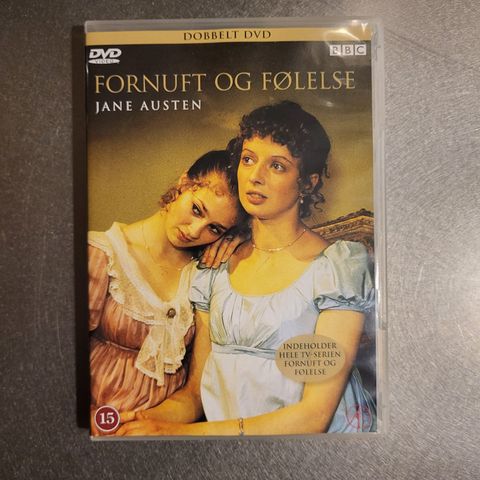 DOBBELT DVD
DVD
VIDEO
BBC
FORNUFT OG FØLELSE
JANE AUSTEN
INDEHOLDER
HELE TV-SERIEN
FORNUFT OG
FØLELSE
15